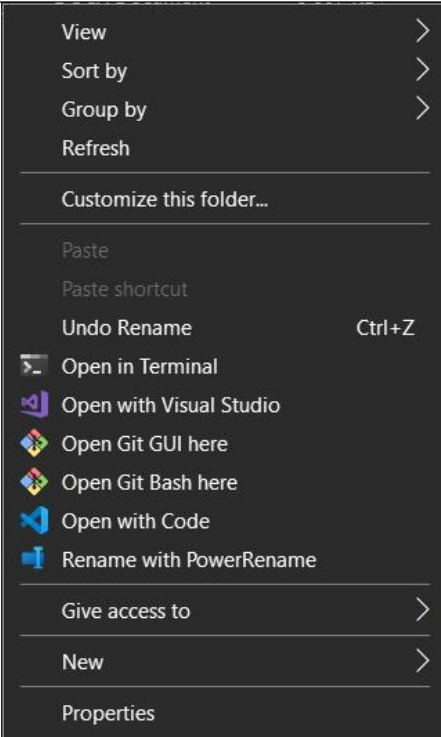 View
Sort by
Group by
Refresh
Customize this folder...
Paste
Paste shortcut
Undo Rename Ctrl+Z
Open in Terminal
Open with Visual Studio
Open Git GUI here
Open Git Bash here
Open with Code
Rename with PowerRename
Give access to
New
Properties